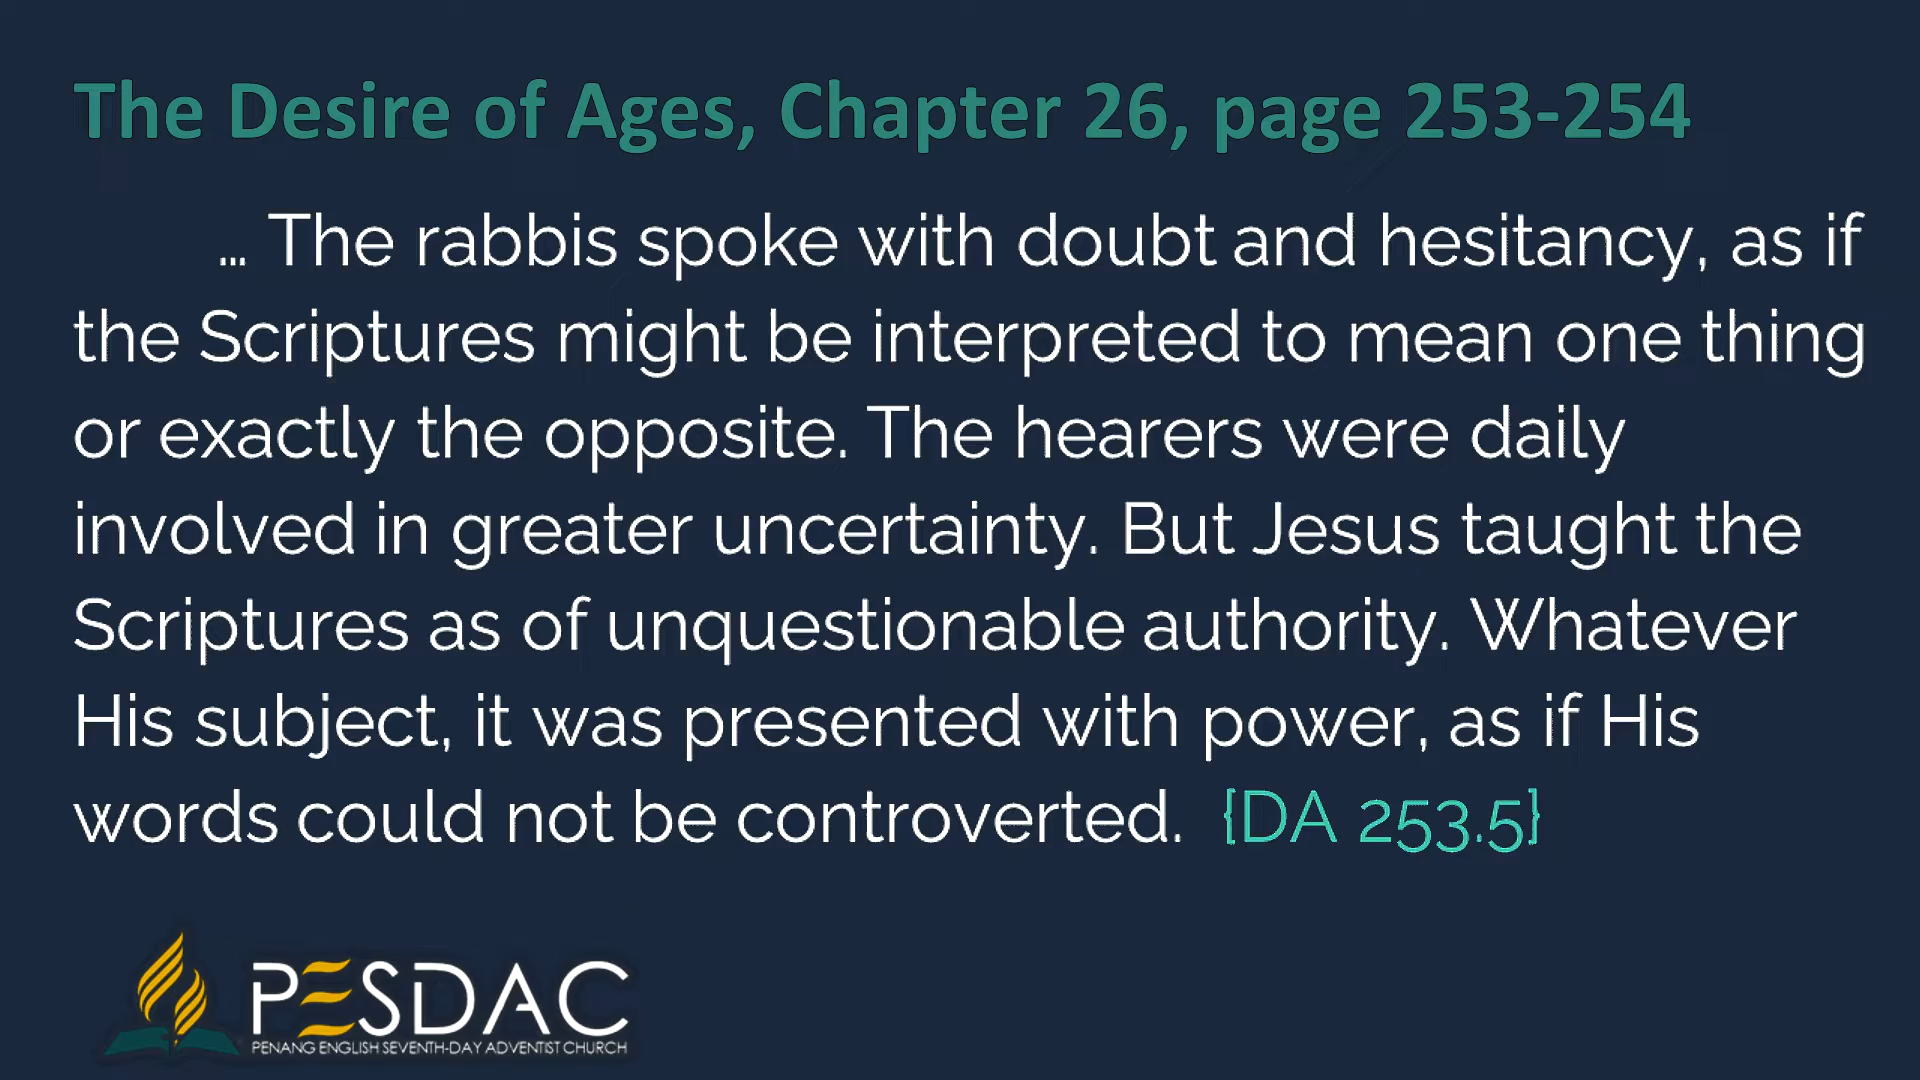 The Desire of Ages, Chapter 26, page 253-254
... The rabbis spoke with doubt and hesitancy, as if
the Scriptures might be interpreted to mean one thing
or exactly the opposite. The hearers were daily
involved in greater uncertainty. But Jesus taught the
Scriptures as of unquestionable authority. Whatever
His subject, it was presented with power, as if His
words could not be controverted. {DA 253.5}
PESDAC
PENANG ENGLISH SEVENTH-DAY ADVENTIST CHURCH